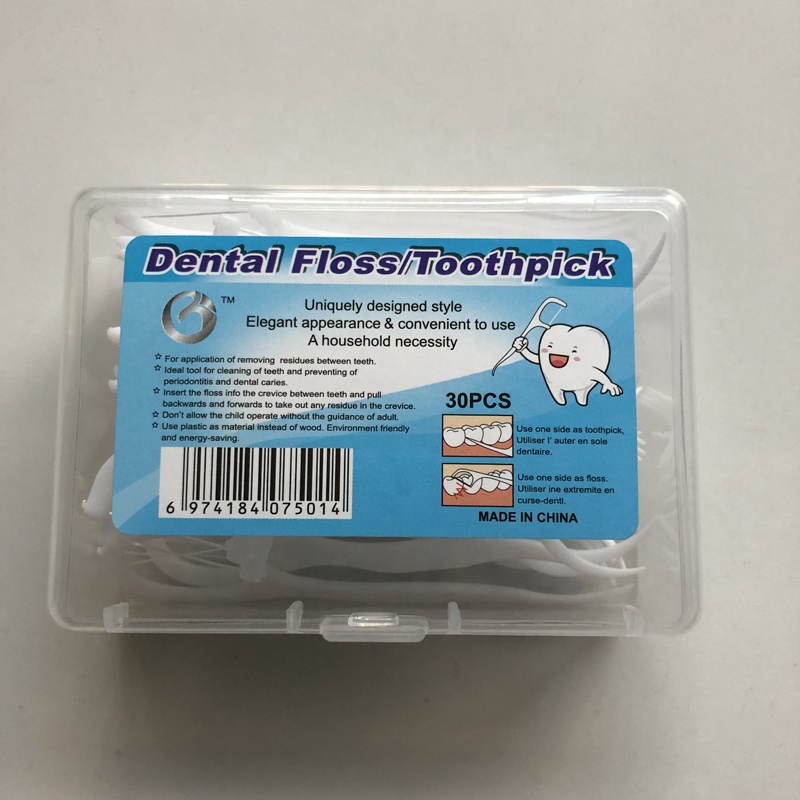 Dental Floss/Toothpick
TM
Uniquely designed style
Elegant appearance & convenient to use
A household necessity
☆ For application of removing residues between teeth.
☆ Ideal tool for cleaning of teeth and preventing of
periodontitis and dental caries.
☆ Insert the floss info the crevice between teeth and pull
backwards and forwards to take out any residue in the crevice.
☆ Don't allow the child operate without the guidance of adult.
☆ Use plastic as material instead of wood. Environment friendly
and energy-saving.
6 974184 075014
30PCS
Use one side as toothpick,
Utiliser I' auter en sole
dentaire.
Use one side as floss.
Utiliser ine extremite en
curse-dentl.
MADE IN CHINA